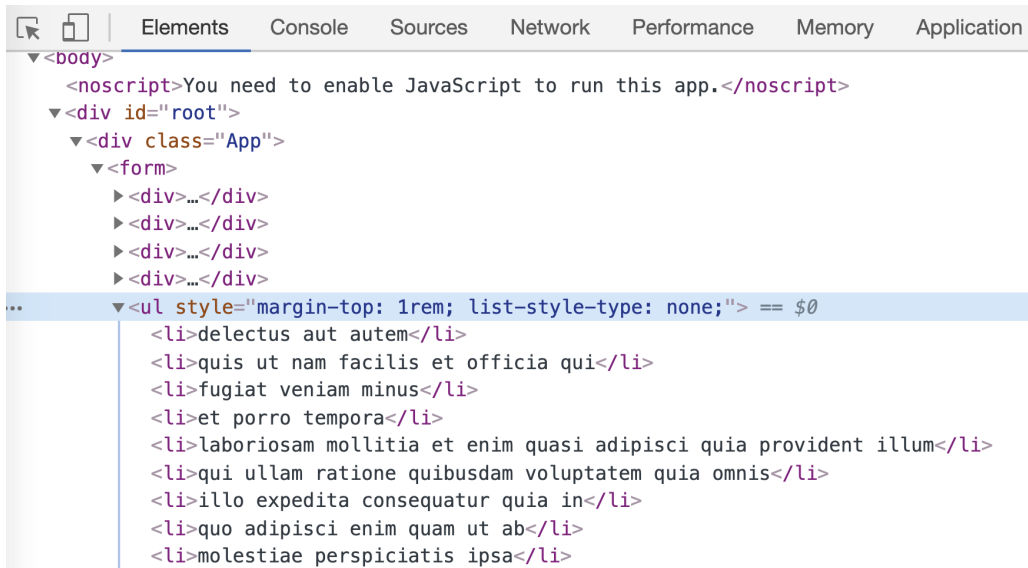 Elements Console Sources Network Performance Memory Application
<body>
<noscript>You need to enable JavaScript to run this app.</noscript>
<div id="root">
<div class="App">
<form>
<div>…</div>
<div>…</div>
<div>…</div>
<div>…</div>
<ul style="margin-top: 1rem; list-style-type: none;"> == $0
<li>delectus aut autem</li>
<li>quis ut nam facilis et officia qui</li>
<li>fugiat veniam minus</li>
<li>et porro tempora</li>
<li>laboriosam mollitia et enim quasi adipisci quia provident illum</li>
<li>qui ullam ratione quibusdam voluptatem quia omnis</li>
<li>illo expedita consequatur quia in</li>
<li>quo adipisci enim quam ut ab</li>
<li>molestiae perspiciatis ipsa</li>